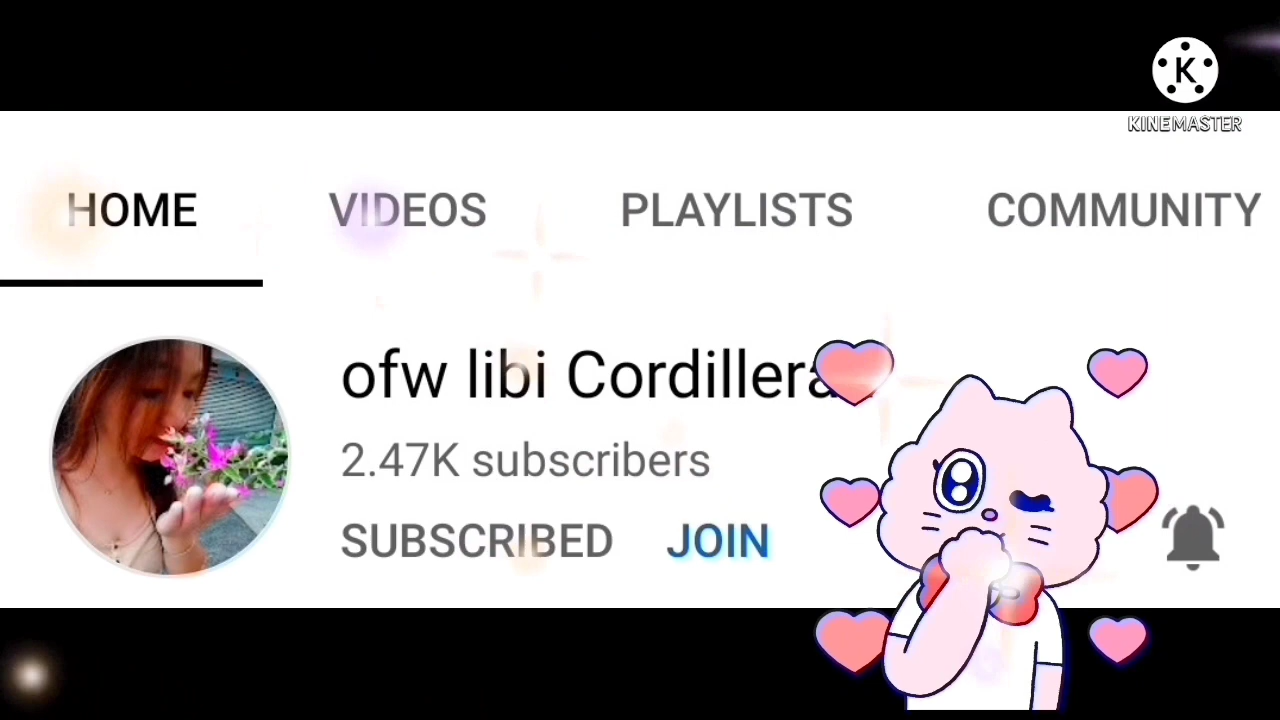 K
KINEMASTER
HOME VIDEOS PLAYLISTS COMMUNITY
ofw libi Cordillera
2.47K subscribers
SUBSCRIBED JOIN